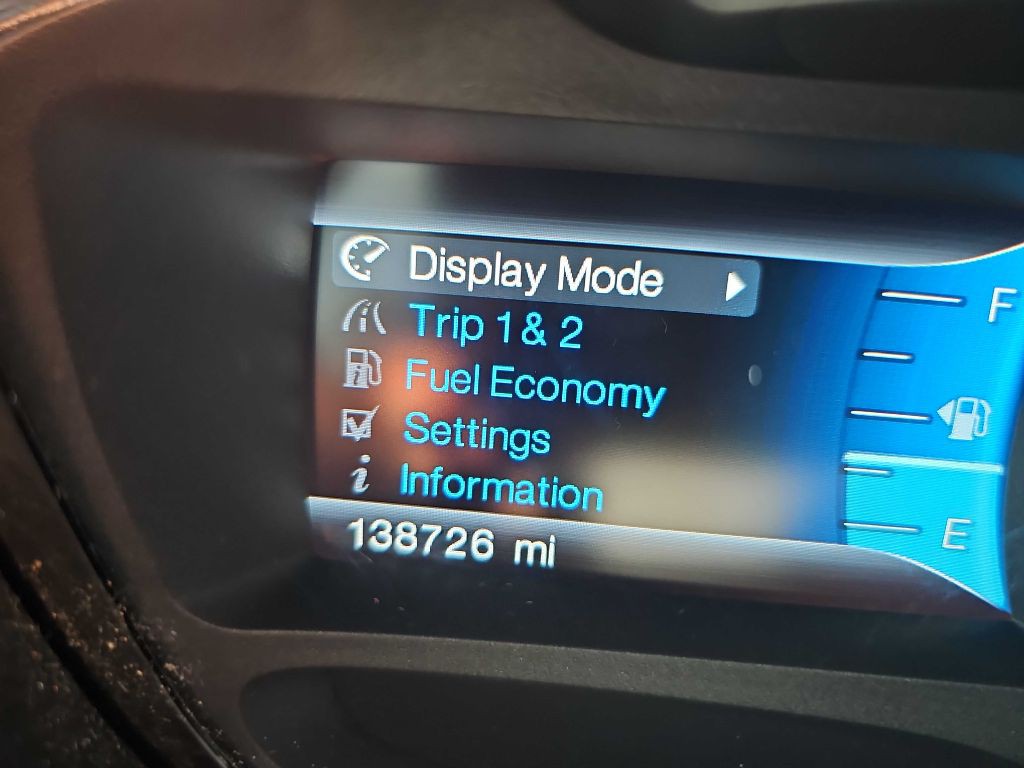 Display Mode
Trip 1 & 2
Fuel Economy
Settings
Information
138726 mi
F
E